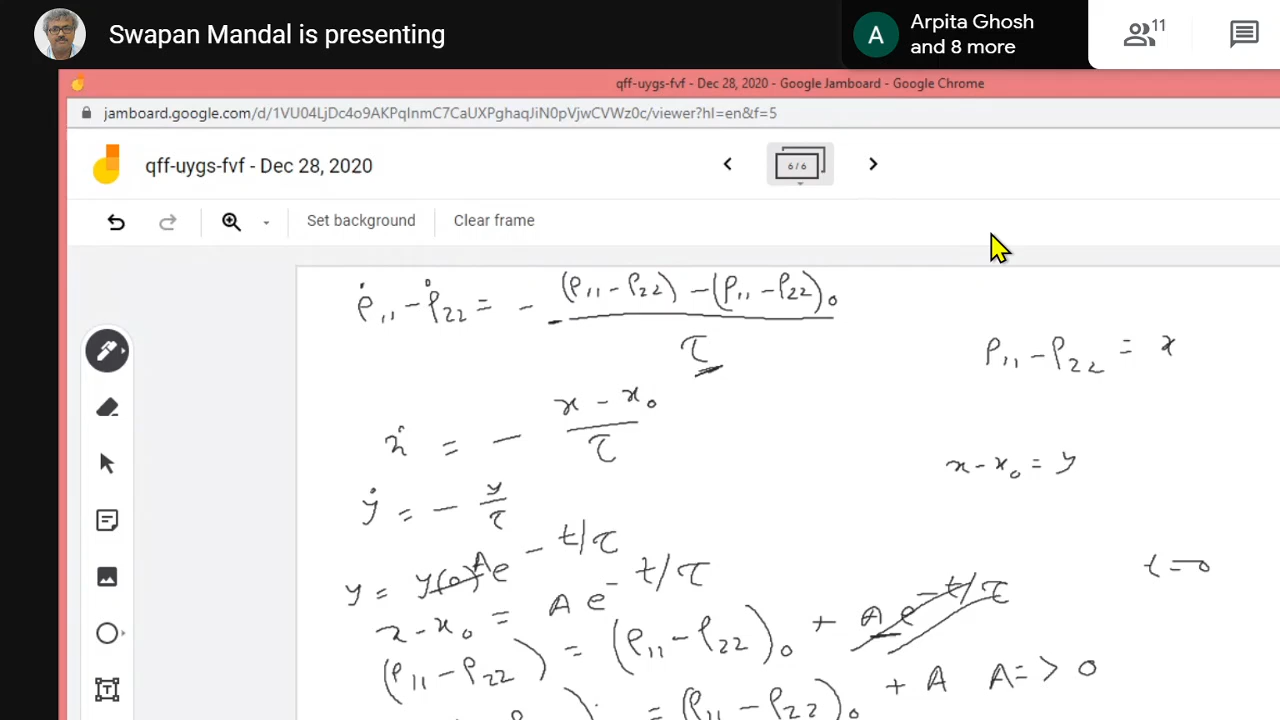 Swapan Mandal is presenting
A
Arpita Ghosh
and 8 more
11
qff-uygs-fvf - Dec 28, 2020 - Google Jamboard - Google Chrome
jamboard.google.com/d/1VU04LjDc4o9AKPqInmC7CaUXPghaqJiN0pVjwCVWz0c/viewer?hl=en&f=5
qff-uygs-fvf - Dec 28, 2020
6 / 6
Set background
Clear frame
ρ̇₁₁ - ρ̇₂₂ = - (ρ₁₁ - ρ₂₂) - (ρ₁₁ - ρ₂₂)₀ / τ
ρ₁₁ - ρ₂₂ = x
ẋ = - x - x₀ / τ
x - x₀ = y
ẏ = - y / τ
y = y(0) A e - t/τ
t = 0
x - x₀ = A e - t/τ
(ρ₁₁ - ρ₂₂) = (ρ₁₁ - ρ₂₂)₀ + A e - t/τ
= (ρ₁₁ - ρ₂₂)₀ + A A = > 0